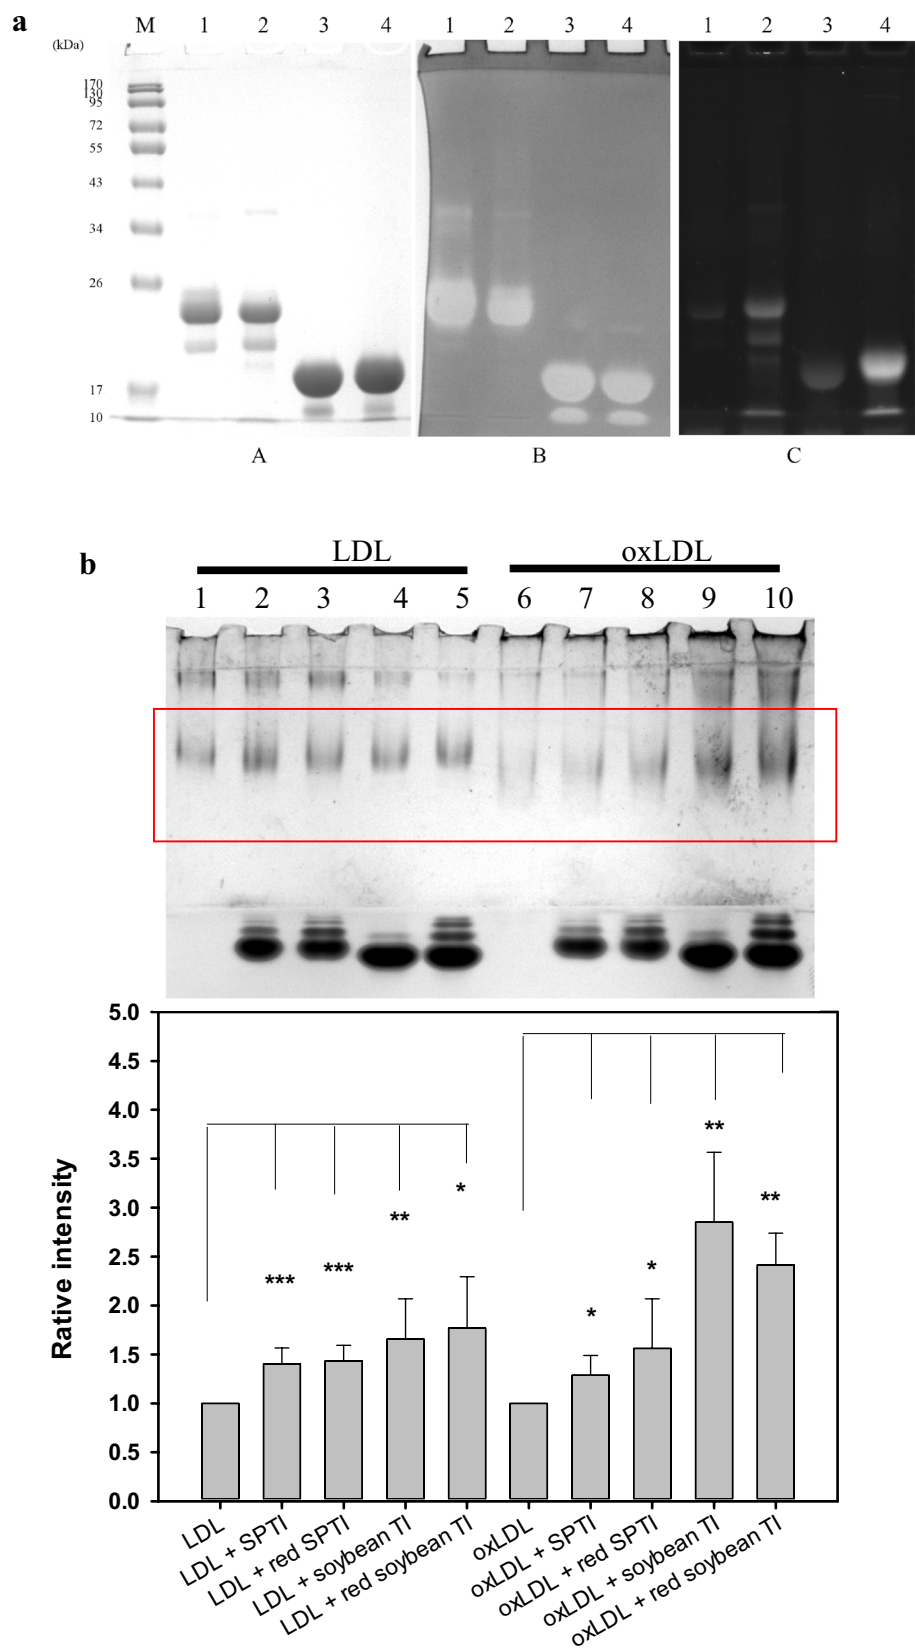 a
M 1 2 3 4 1 2 3 4 1 2 3 4
(kDa)
170
130
95
72
55
43
34
26
17
10
A B C
b
LDL oxLDL
1 2 3 4 5 6 7 8 9 10
5.0
4.5
4.0
3.5
3.0
2.5
2.0
1.5
1.0
0.5
0.0
Rative intensity
*** *** ** * * * ** **
LDL
LDL + SPTI
LDL + red SPTI
LDL + soybean TI
LDL + red soybean TI
oxLDL
oxLDL + SPTI
oxLDL + red SPTI
oxLDL + soybean TI
oxLDL + red soybean TI